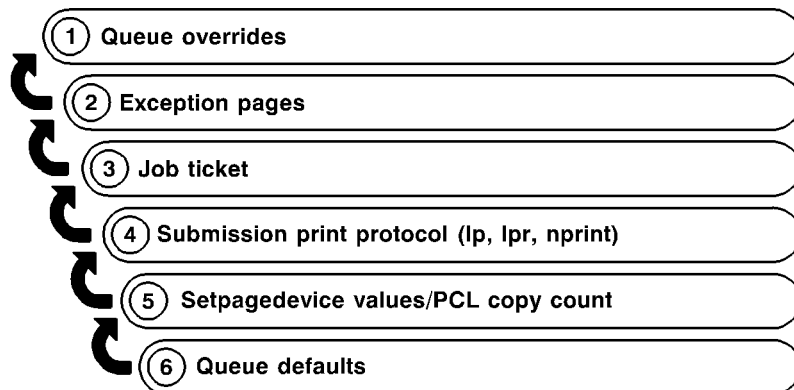 1 Queue overrides
2 Exception pages
3 Job ticket
4 Submission print protocol (lp, lpr, nprint)
5 Setpagedevice values/PCL copy count
6 Queue defaults